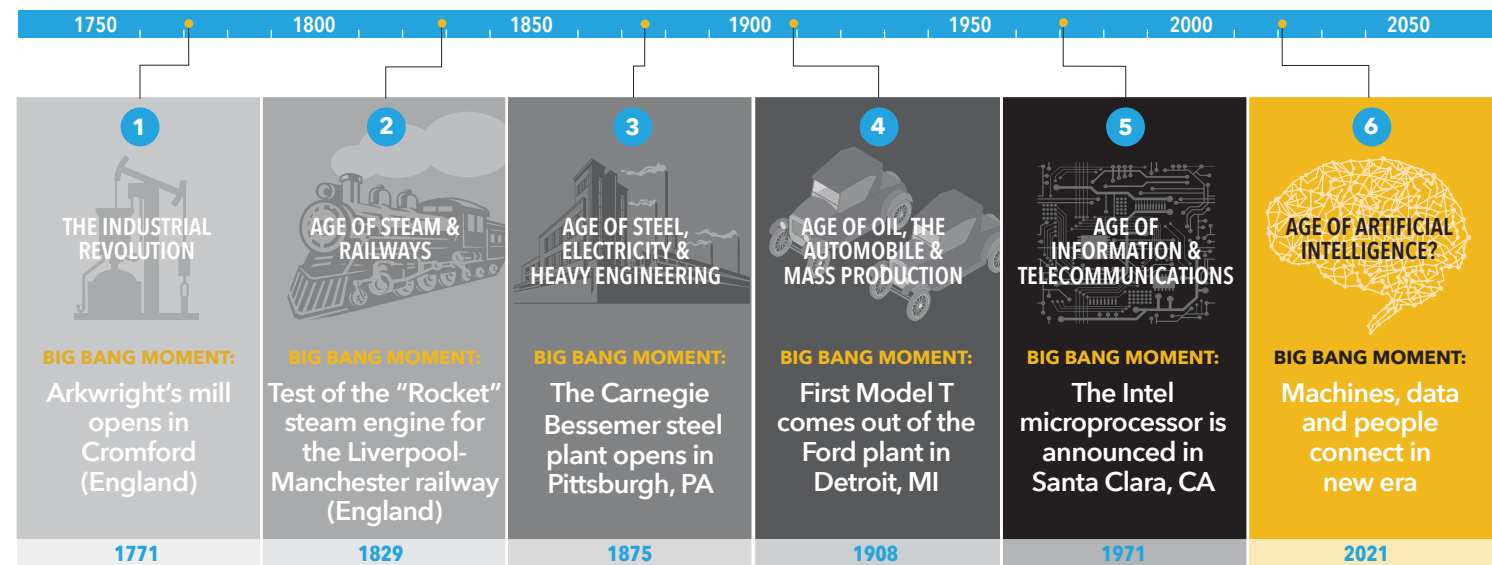 1750 1800 1850 1900 1950 2000 2050
1
THE INDUSTRIAL
REVOLUTION
BIG BANG MOMENT:
Arkwright’s mill
opens in
Cromford
(England)
1771
2
AGE OF STEAM &
RAILWAYS
BIG BANG MOMENT:
Test of the “Rocket”
steam engine for
the Liverpool-
Manchester railway
(England)
1829
3
AGE OF STEEL,
ELECTRICITY &
HEAVY ENGINEERING
BIG BANG MOMENT:
The Carnegie
Bessemer steel
plant opens in
Pittsburgh, PA
1875
4
AGE OF OIL, THE
AUTOMOBILE &
MASS PRODUCTION
BIG BANG MOMENT:
First Model T
comes out of the
Ford plant in
Detroit, MI
1908
5
AGE OF
INFORMATION &
TELECOMMUNICATIONS
BIG BANG MOMENT:
The Intel
microprocessor is
announced in
Santa Clara, CA
1971
6
AGE OF ARTIFICIAL
INTELLIGENCE?
BIG BANG MOMENT:
Machines, data
and people
connect in
new era
2021